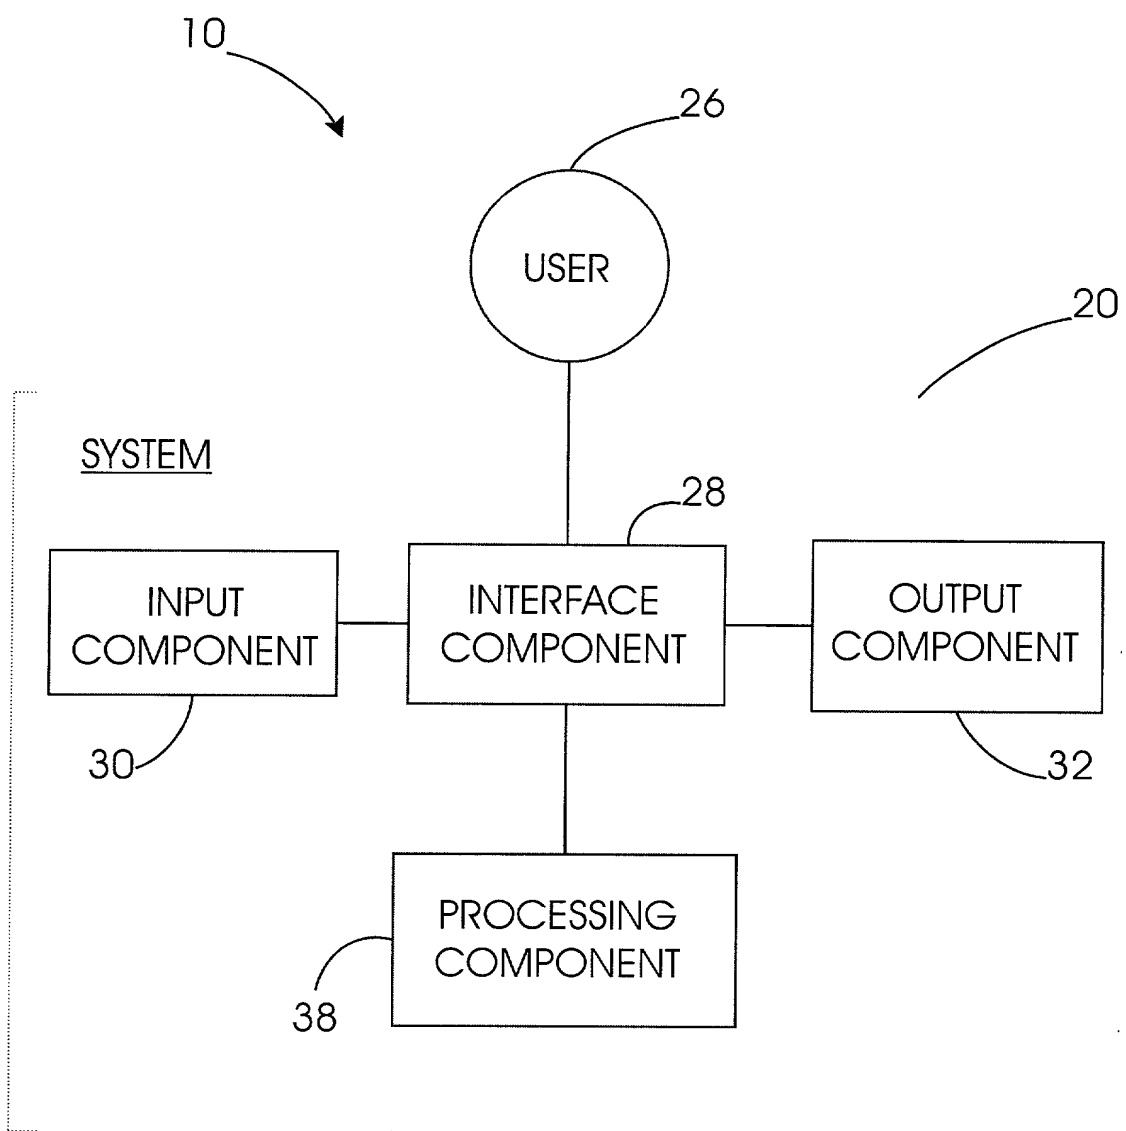 10
26
USER
20
SYSTEM
28
INPUT
COMPONENT
INTERFACE
COMPONENT
OUTPUT
COMPONENT
30
32
PROCESSING
COMPONENT
38